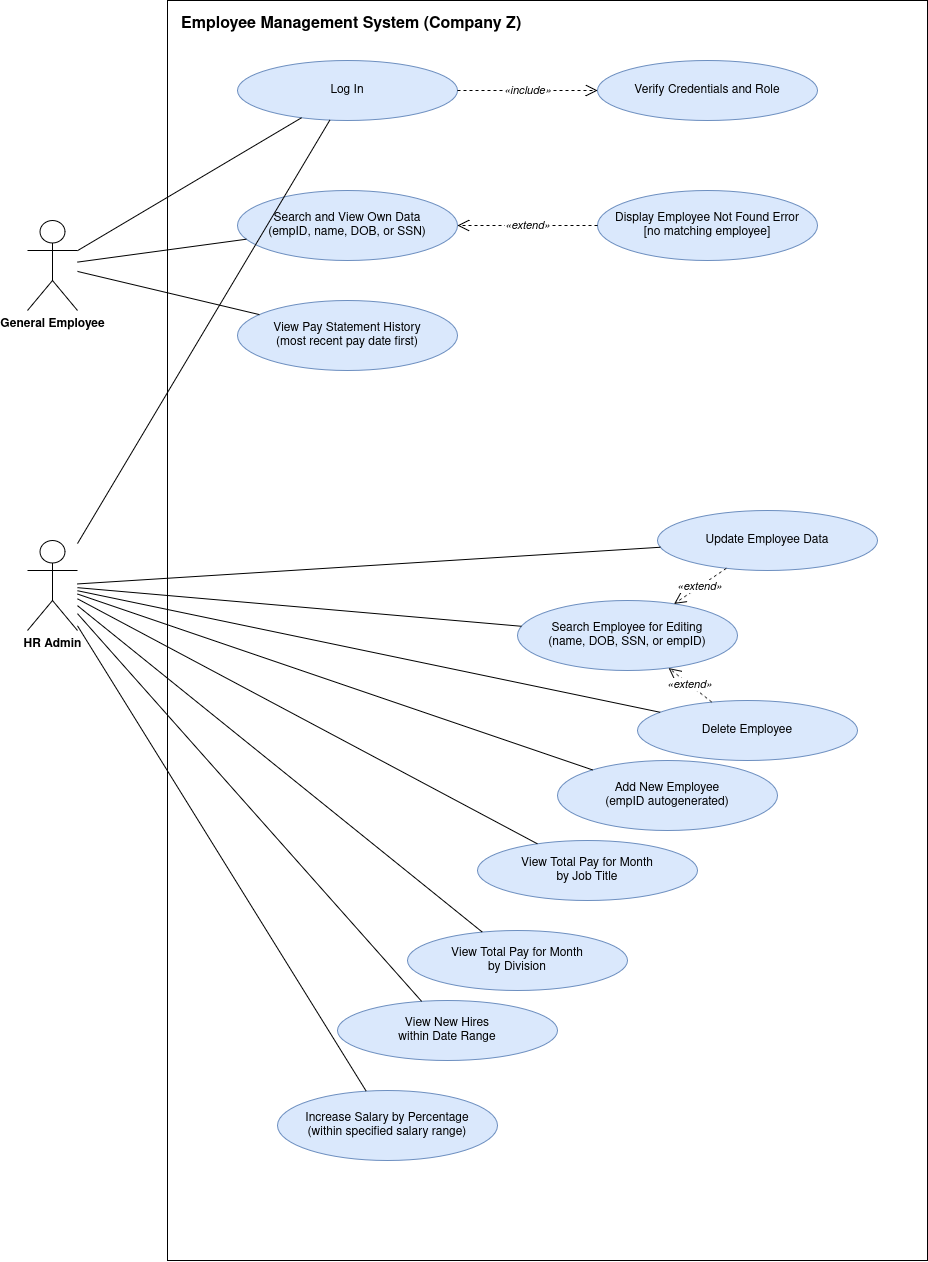 Employee Management System (Company Z)
Log In
«include»
Verify Credentials and Role
Search and View Own Data
(empID, name, DOB, or SSN)
«extend»
Display Employee Not Found Error
[no matching employee]
General Employee
View Pay Statement History
(most recent pay date first)
Update Employee Data
«extend»
HR Admin
Search Employee for Editing
(name, DOB, SSN, or empID)
«extend»
Delete Employee
Add New Employee
(empID autogenerated)
View Total Pay for Month
by Job Title
View Total Pay for Month
by Division
View New Hires
within Date Range
Increase Salary by Percentage
(within specified salary range)